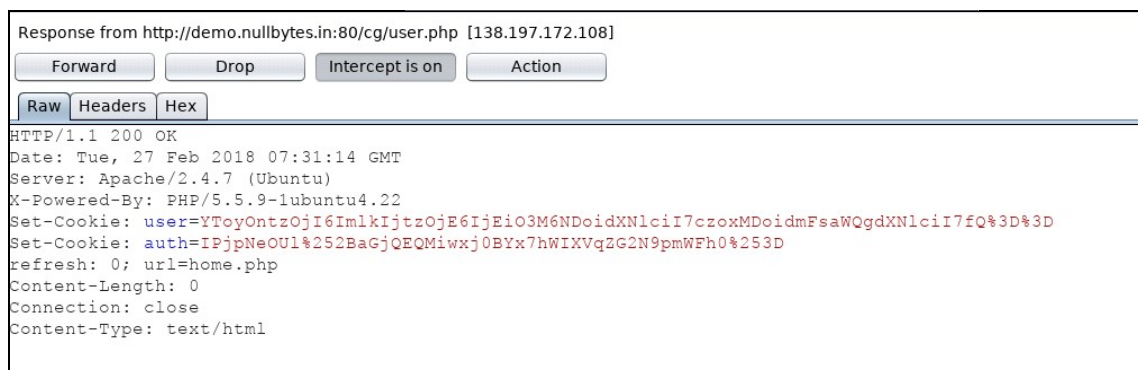 Response from http://demo.nullbytes.in:80/cg/user.php [138.197.172.108]
Forward Drop Intercept is on Action
Raw Headers Hex
HTTP/1.1 200 OK
Date: Tue, 27 Feb 2018 07:31:14 GMT
Server: Apache/2.4.7 (Ubuntu)
X-Powered-By: PHP/5.5.9-1ubuntu4.22
Set-Cookie: user=YToyOntzOjI6ImlkIjtzOjE6IjEiO3M6NDoidXNlciI7czoxMDoidmFsaWQgdXNlciI7fQ%3D%3D
Set-Cookie: auth=IPjpNeOUl%252BaGjQEQMiwxj0BYx7hWIXVqZG2N9pmWFh0%253D
refresh: 0; url=home.php
Content-Length: 0
Connection: close
Content-Type: text/html